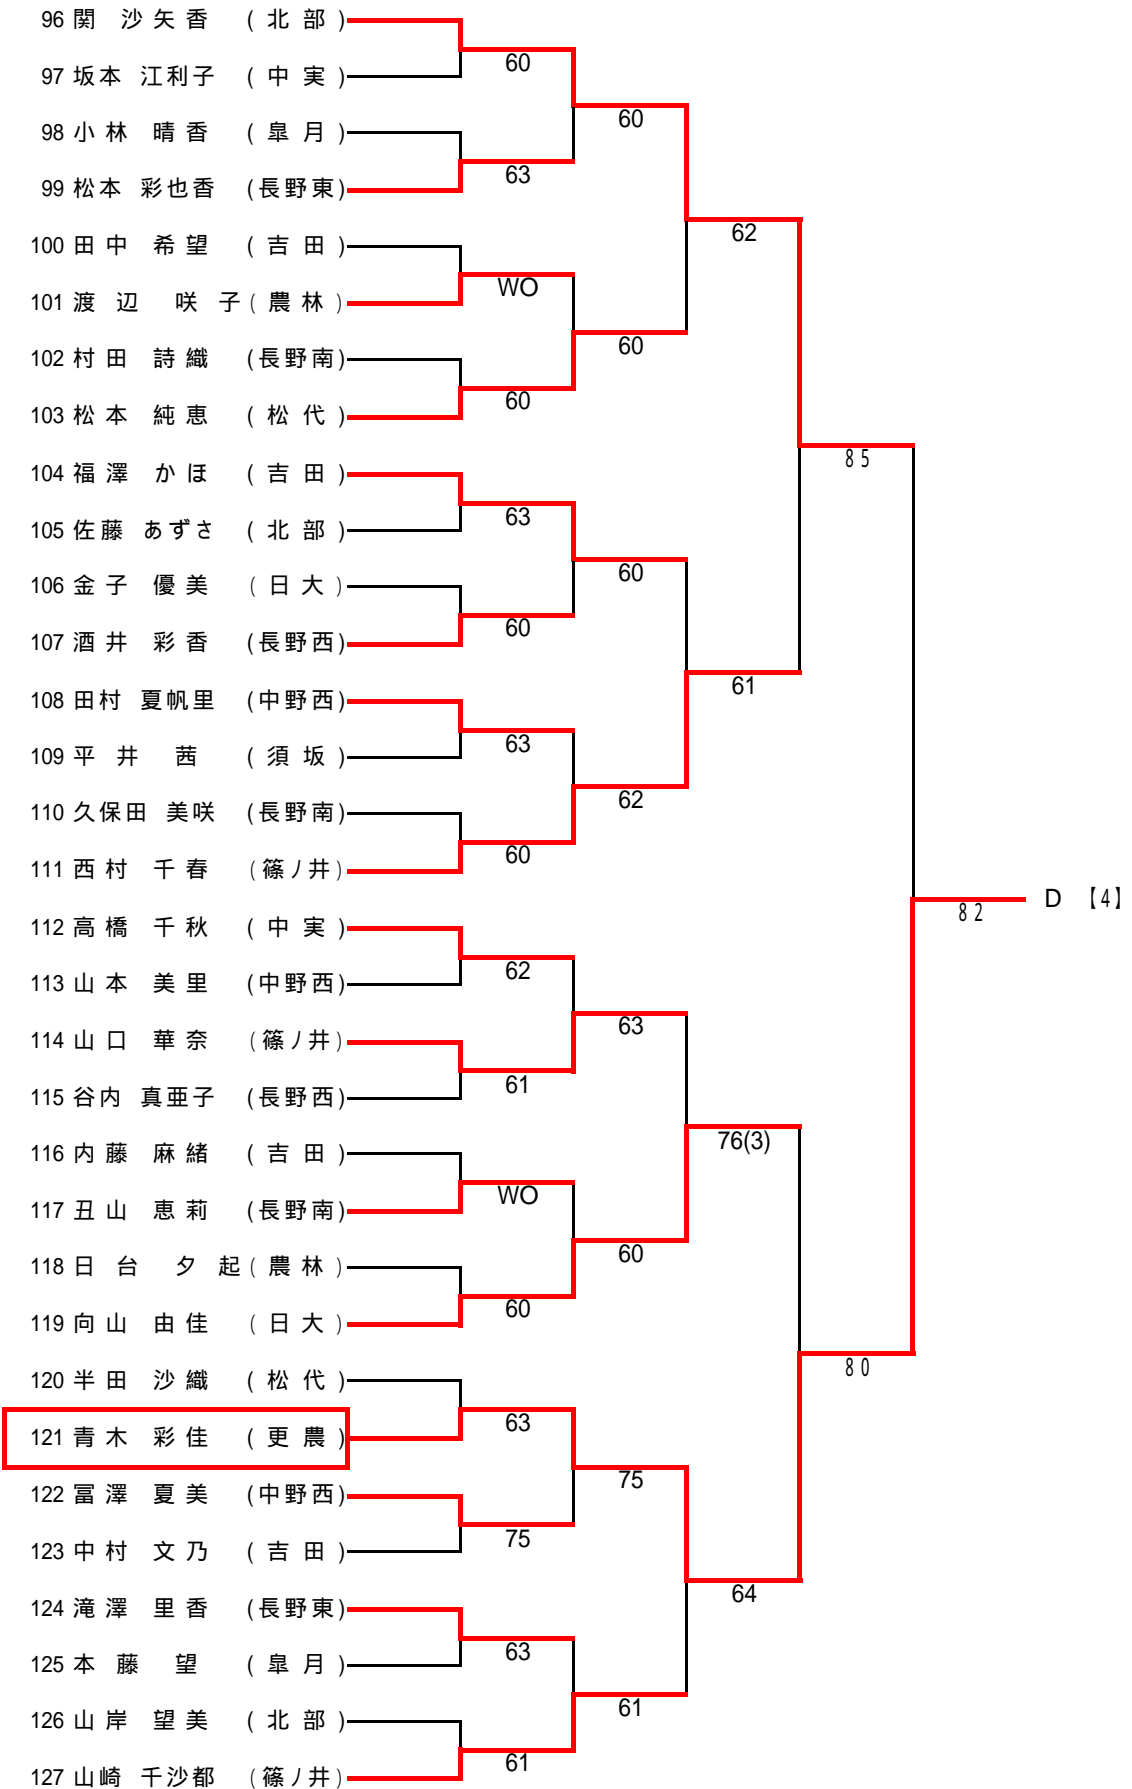 96 関 沙矢香 (北部)
60
97 坂本 江利子 (中実)
60
98 小林 晴香 (皐月)
63
99 松本 彩也香 (長野東)
62
100 田中 希望 (吉田)
WO
101 渡辺 咲子 (農林)
60
102 村田 詩織 (長野南)
60
103 松本 純恵 (松代)
85
104 福澤 かほ (吉田)
63
105 佐藤 あずさ (北部)
60
106 金子 優美 (日大)
60
107 酒井 彩香 (長野西)
61
108 田村 夏帆里 (中野西)
63
109 平井 茜 (須坂)
62
110 久保田 美咲 (長野南)
60
111 西村 千春 (篠ノ井)
82 D 【4】
112 高橋 千秋 (中実)
62
113 山本 美里 (中野西)
63
114 山口 華奈 (篠ノ井)
61
115 谷内 真亜子 (長野西)
76(3)
116 内藤 麻緒 (吉田)
WO
117 丑山 恵莉 (長野南)
60
118 日台 夕起 (農林)
60
119 向山 由佳 (日大)
80
120 半田 沙織 (松代)
63
121 青木 彩佳 (更農)
75
122 冨澤 夏美 (中野西)
75
123 中村 文乃 (吉田)
64
124 滝澤 里香 (長野東)
63
125 本藤 望 (皐月)
61
126 山岸 望美 (北部)
61
127 山崎 千沙都 (篠ノ井)